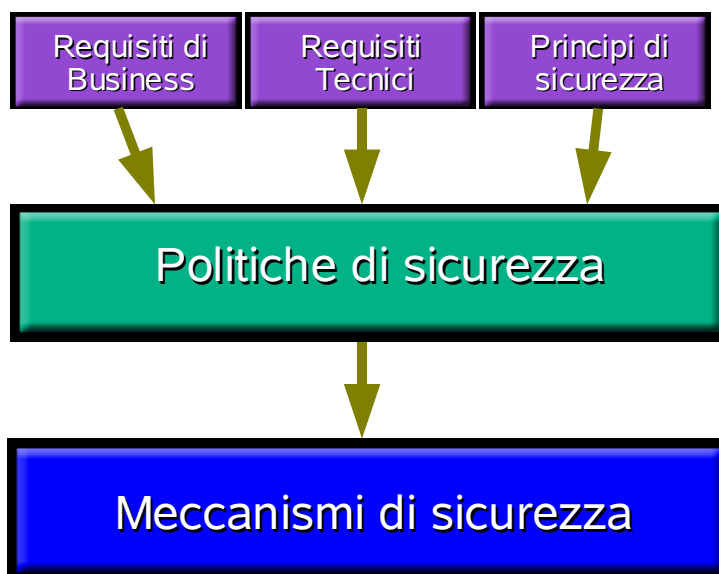 Requisiti di
Business
Requisiti
Tecnici
Principi di
sicurezza
Politiche di sicurezza
Meccanismi di sicurezza